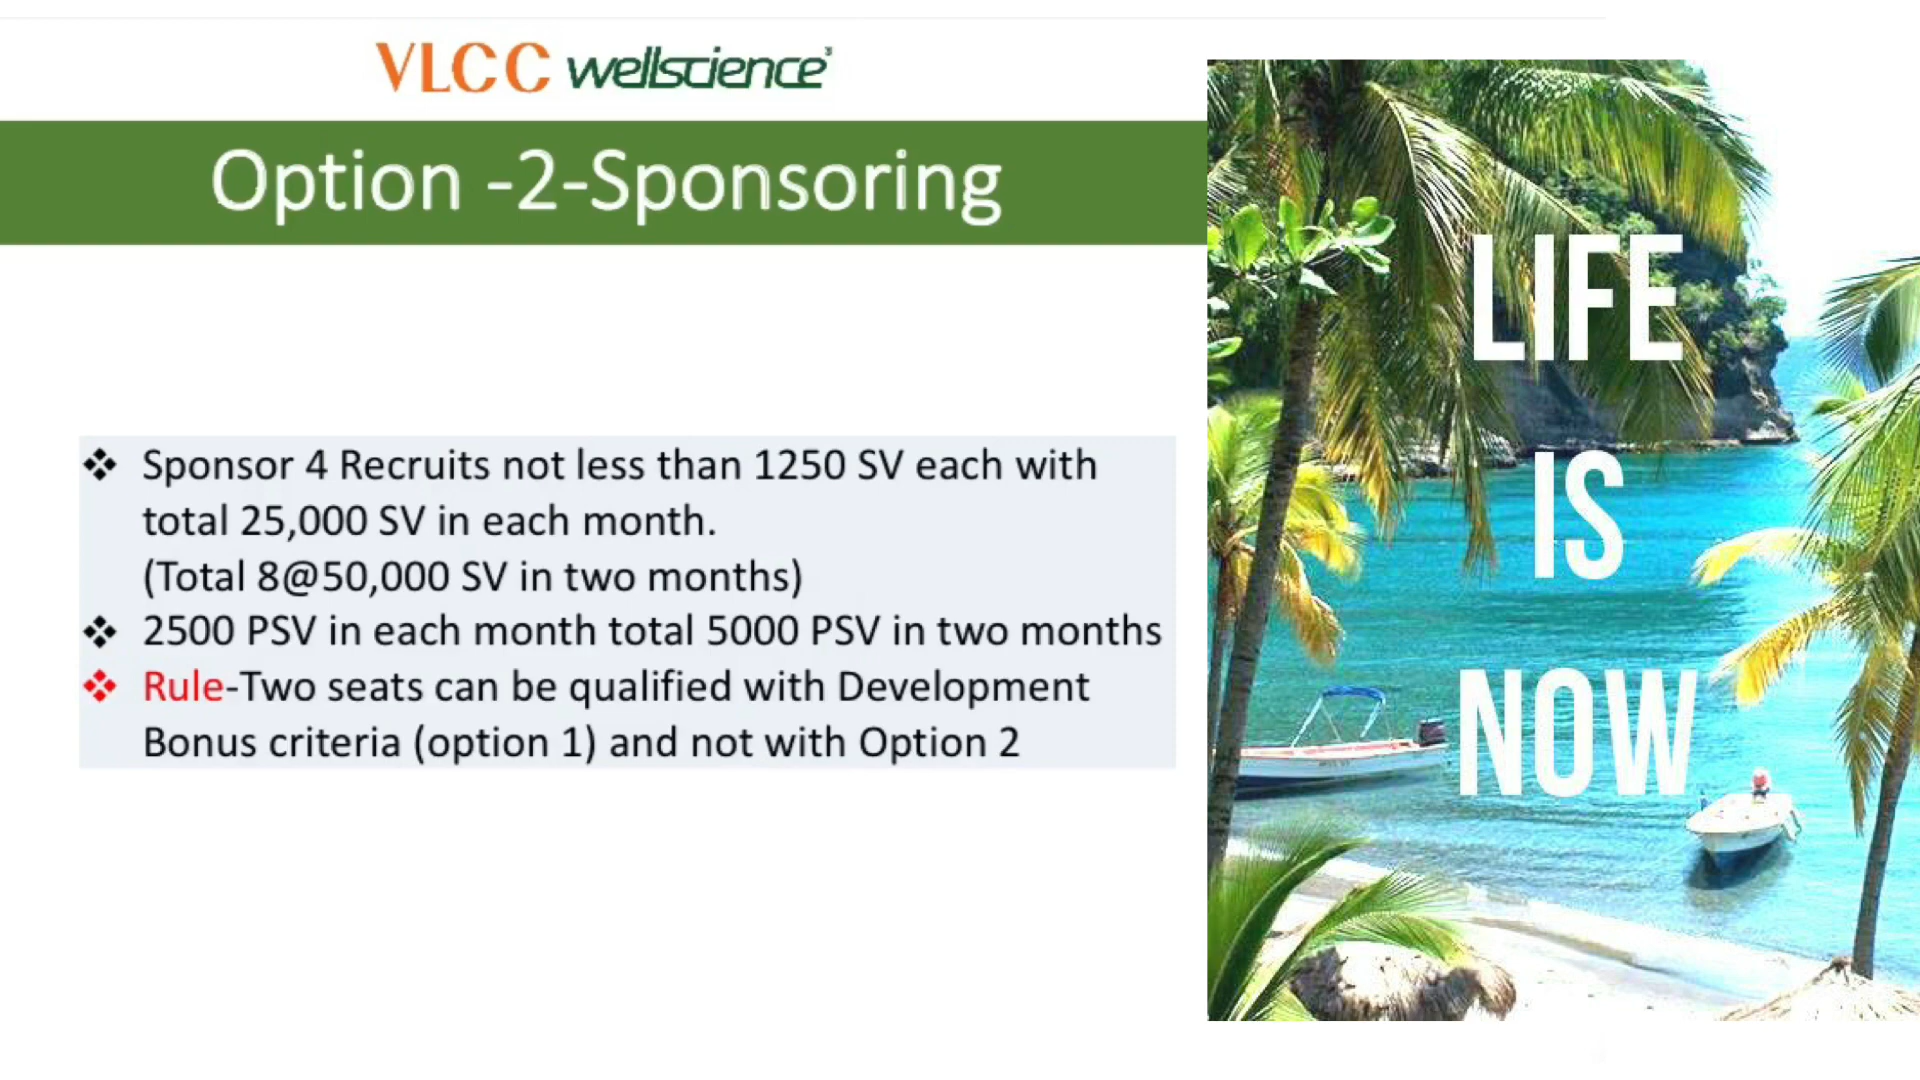 VLCC wellscience
Option -2-Sponsoring
❖ Sponsor 4 Recruits not less than 1250 SV each with
total 25,000 SV in each month.
(Total 8@50,000 SV in two months)
❖ 2500 PSV in each month total 5000 PSV in two months
❖ Rule-Two seats can be qualified with Development
Bonus criteria (option 1) and not with Option 2
LIFE
IS
NOW